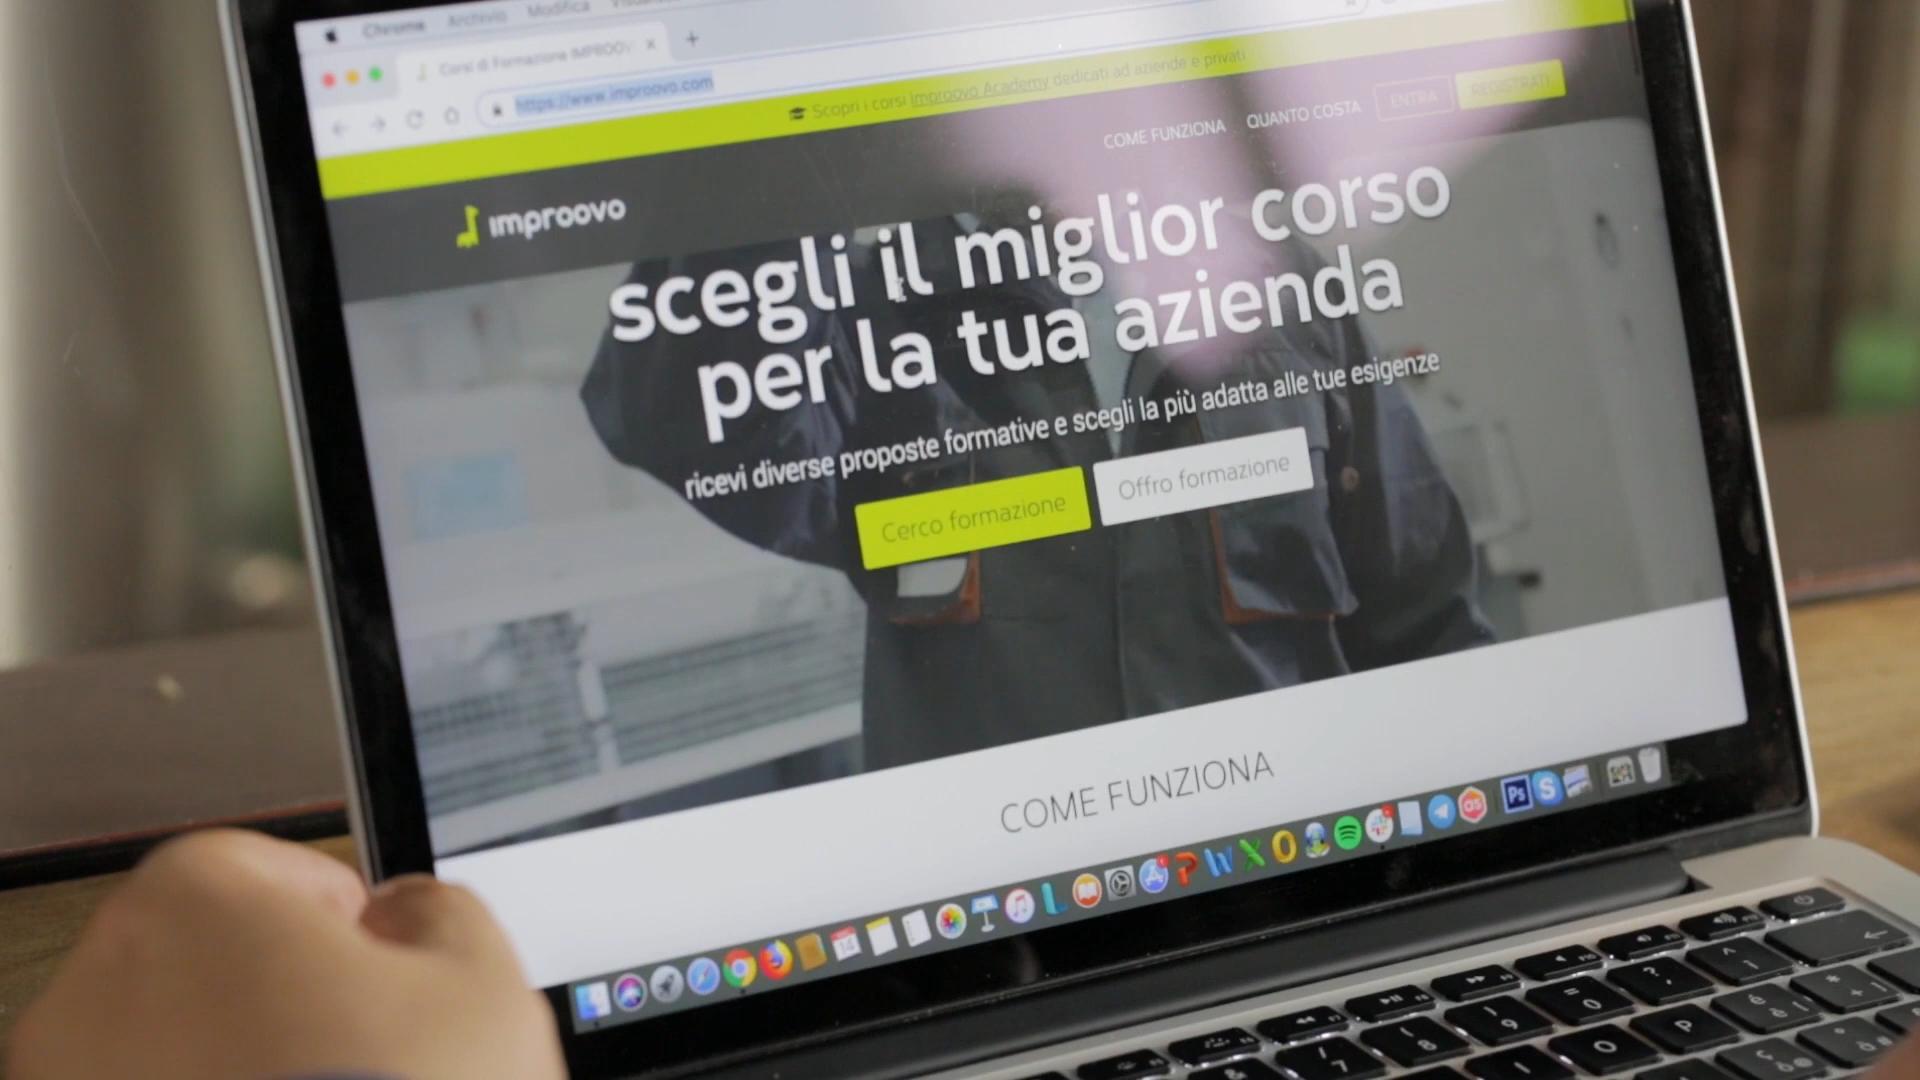 Chrome Archivio Modifica
Corsi di Formazione IMPROOV
https://www.improovo.com
Scopri i corsi Improovo Academy dedicati ad aziende e privati
COME FUNZIONA QUANTO COSTA ENTRA REGISTRATI
improovo
scegli il miglior corso
per la tua azienda
ricevi diverse proposte formative e scegli la più adatta alle tue esigenze
Cerco formazione Offro formazione
COME FUNZIONA
14
Ps